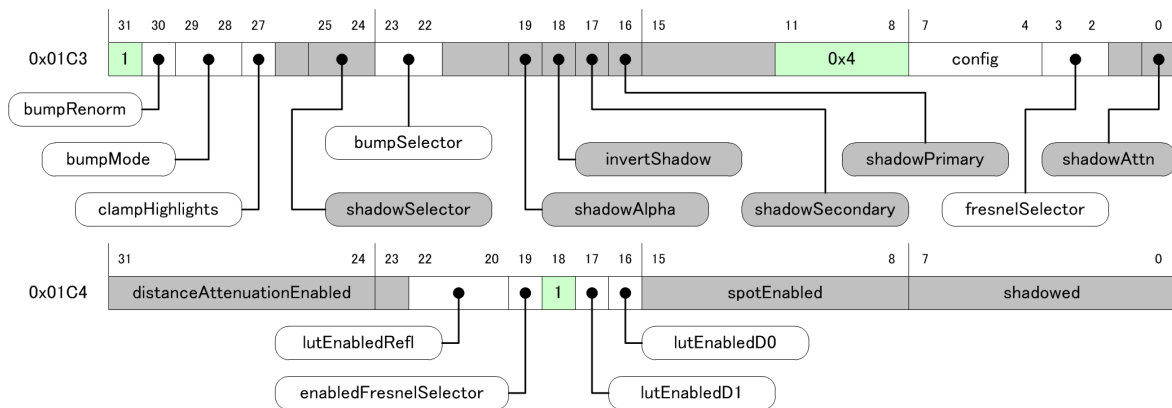 31 30 29 28 27 25 24 23 22 19 18 17 16 15 11 8 7 4 3 2 0
0x01C3 1 0x4 config
bumpRenorm
bumpSelector
bumpMode invertShadow shadowPrimary shadowAttn
clampHighlights shadowSelector shadowAlpha shadowSecondary fresnelSelector
31 24 23 22 20 19 18 17 16 15 8 7 0
0x01C4 distanceAttenuationEnabled 1 spotEnabled shadowed
lutEnabledRefl lutEnabledD0
enabledFresnelSelector lutEnabledD1